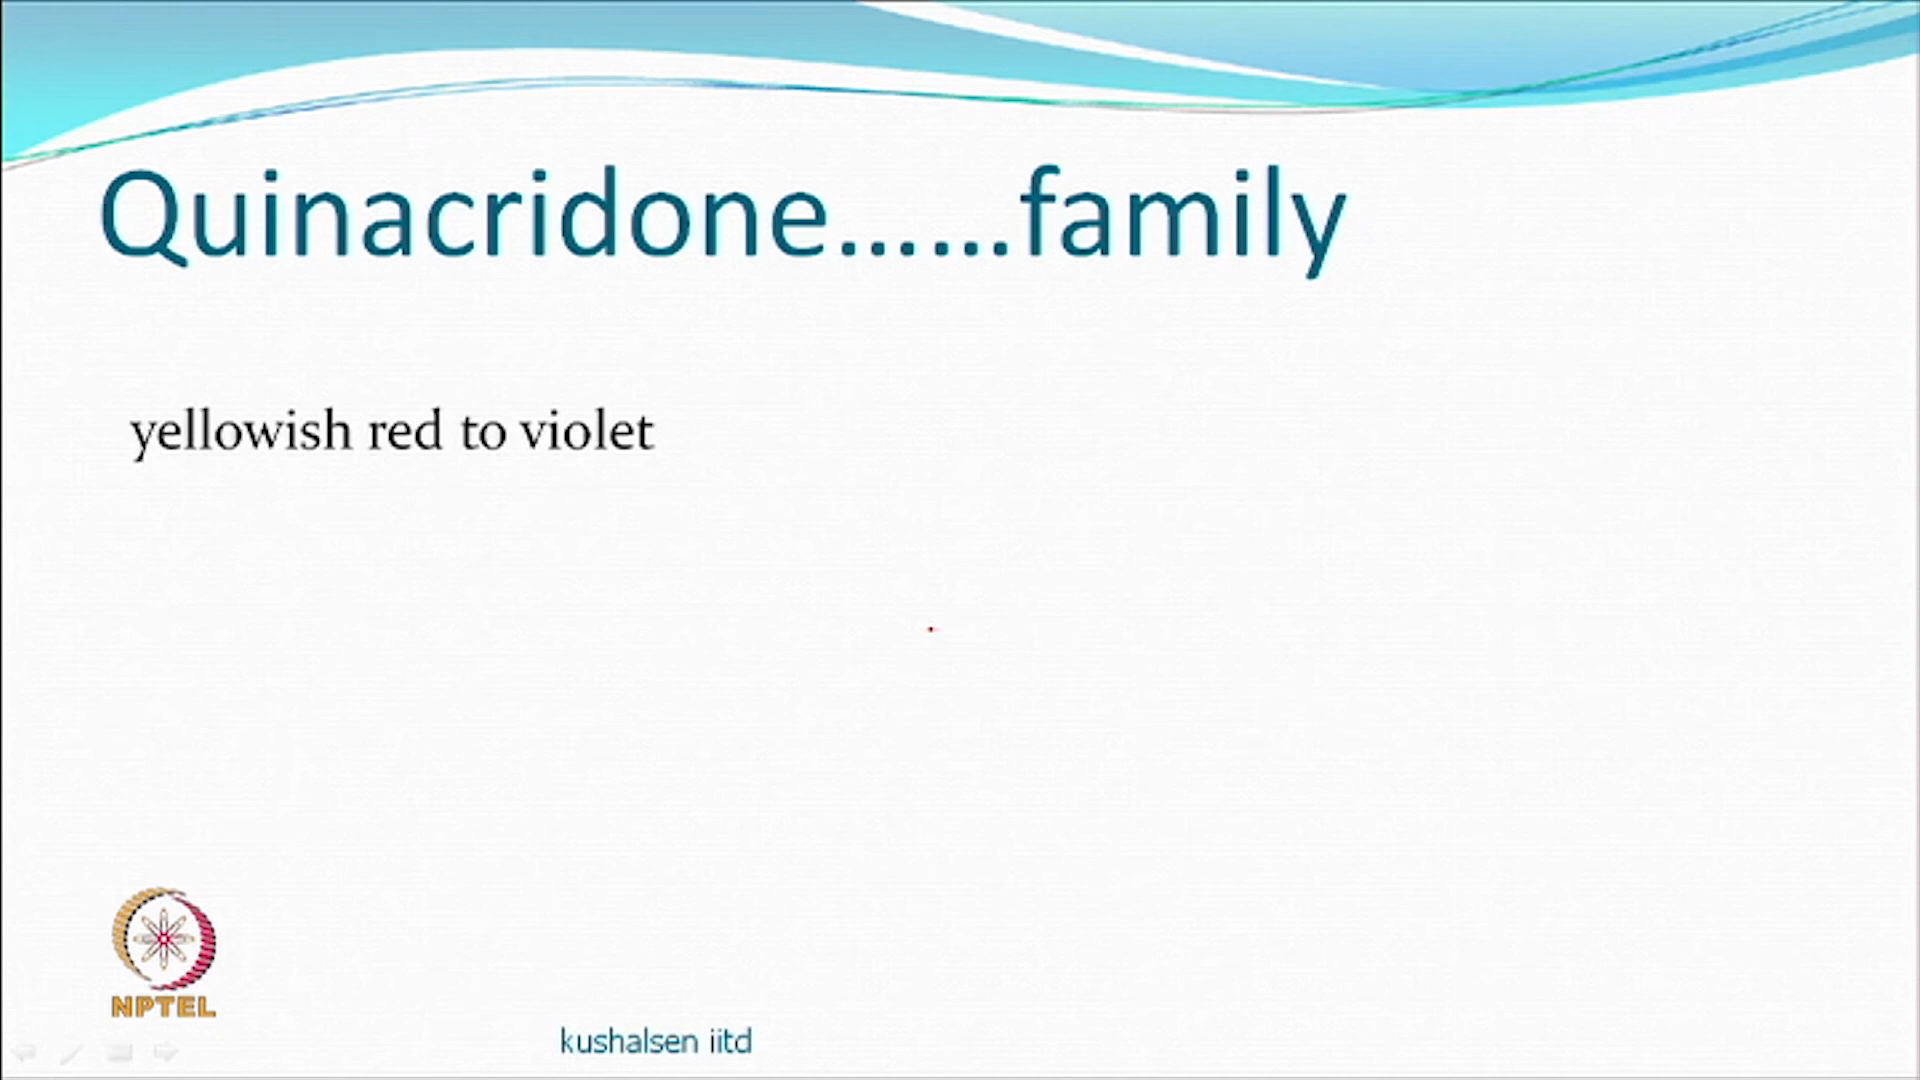 Quinacridone......family
yellowish red to violet
NPTEL
kushalsen iitd